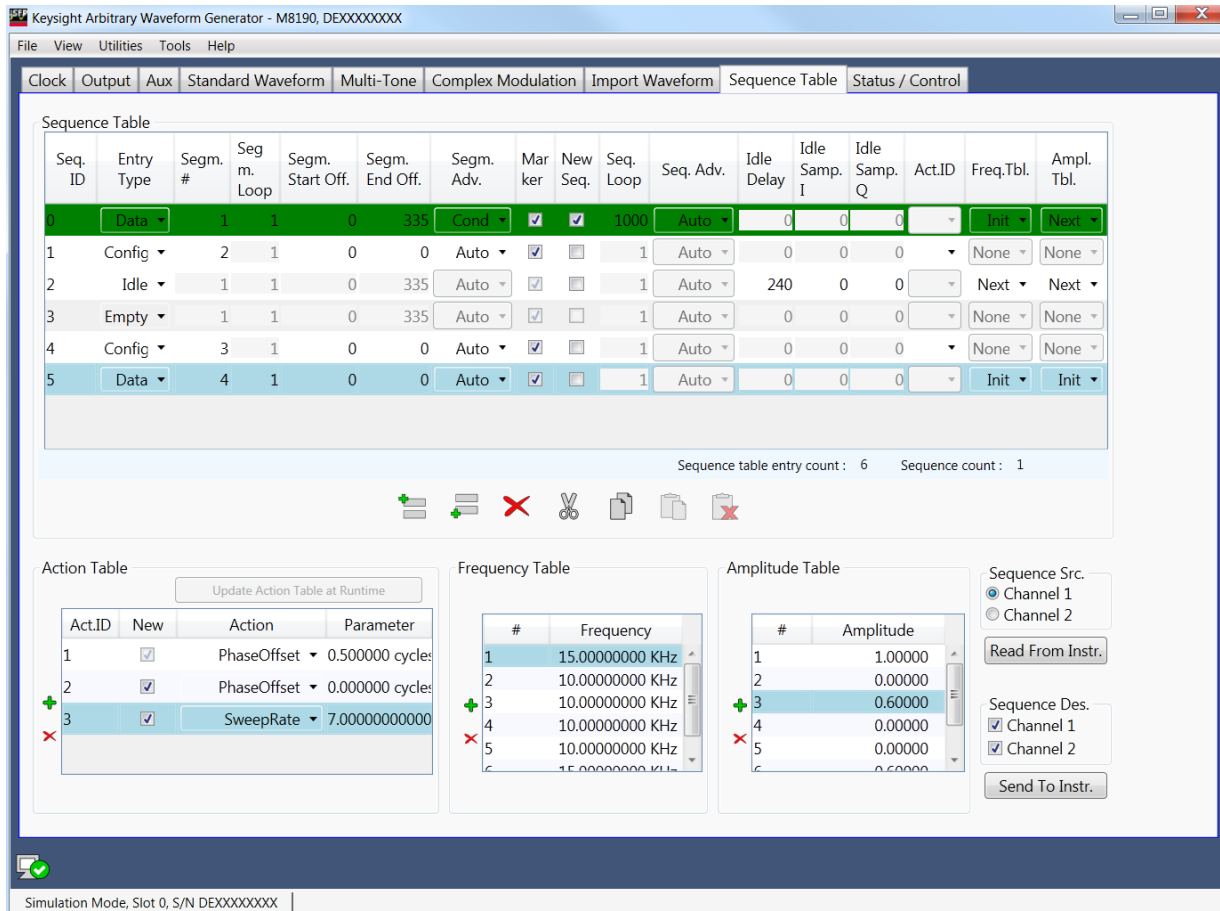 Keysight Arbitrary Waveform Generator - M8190, DEXXXXXXXX
File View Utilities Tools Help
Clock Output Aux Standard Waveform Multi-Tone Complex Modulation Import Waveform Sequence Table Status / Control
Sequence Table
Seq. ID Entry Type Segm. # Seg m. Loop Segm. Start Off. Segm. End Off. Segm. Adv. Mar ker New Seq. Seq. Loop Seq. Adv. Idle Delay Idle Samp. I Idle Samp. Q Act.ID Freq.Tbl. Ampl. Tbl.
0 Data 1 1 0 335 Cond 1000 Auto 0 0 0 Init Next
1 Config 2 1 0 0 Auto 1 Auto 0 0 0 None None
2 Idle 1 1 0 335 Auto 1 Auto 240 0 0 Next Next
3 Empty 1 1 0 335 Auto 1 Auto 0 0 0 None None
4 Config 3 1 0 0 Auto 1 Auto 0 0 0 None None
5 Data 4 1 0 0 Auto 1 Auto 0 0 0 Init Init
Sequence table entry count : 6 Sequence count : 1
Action Table
Update Action Table at Runtime
Act.ID New Action Parameter
1 PhaseOffset 0.500000 cycles
2 PhaseOffset 0.000000 cycles
3 SweepRate 7.00000000000
Frequency Table
# Frequency
1 15.00000000 KHz
2 10.00000000 KHz
3 10.00000000 KHz
4 10.00000000 KHz
5 10.00000000 KHz
6 15.00000000 KHz
Amplitude Table
# Amplitude
1 1.00000
2 0.00000
3 0.60000
4 0.00000
5 0.00000
6 0.60000
Sequence Src.
Channel 1
Channel 2
Read From Instr.
Sequence Des.
Channel 1
Channel 2
Send To Instr.
Simulation Mode, Slot 0, S/N DEXXXXXXXX